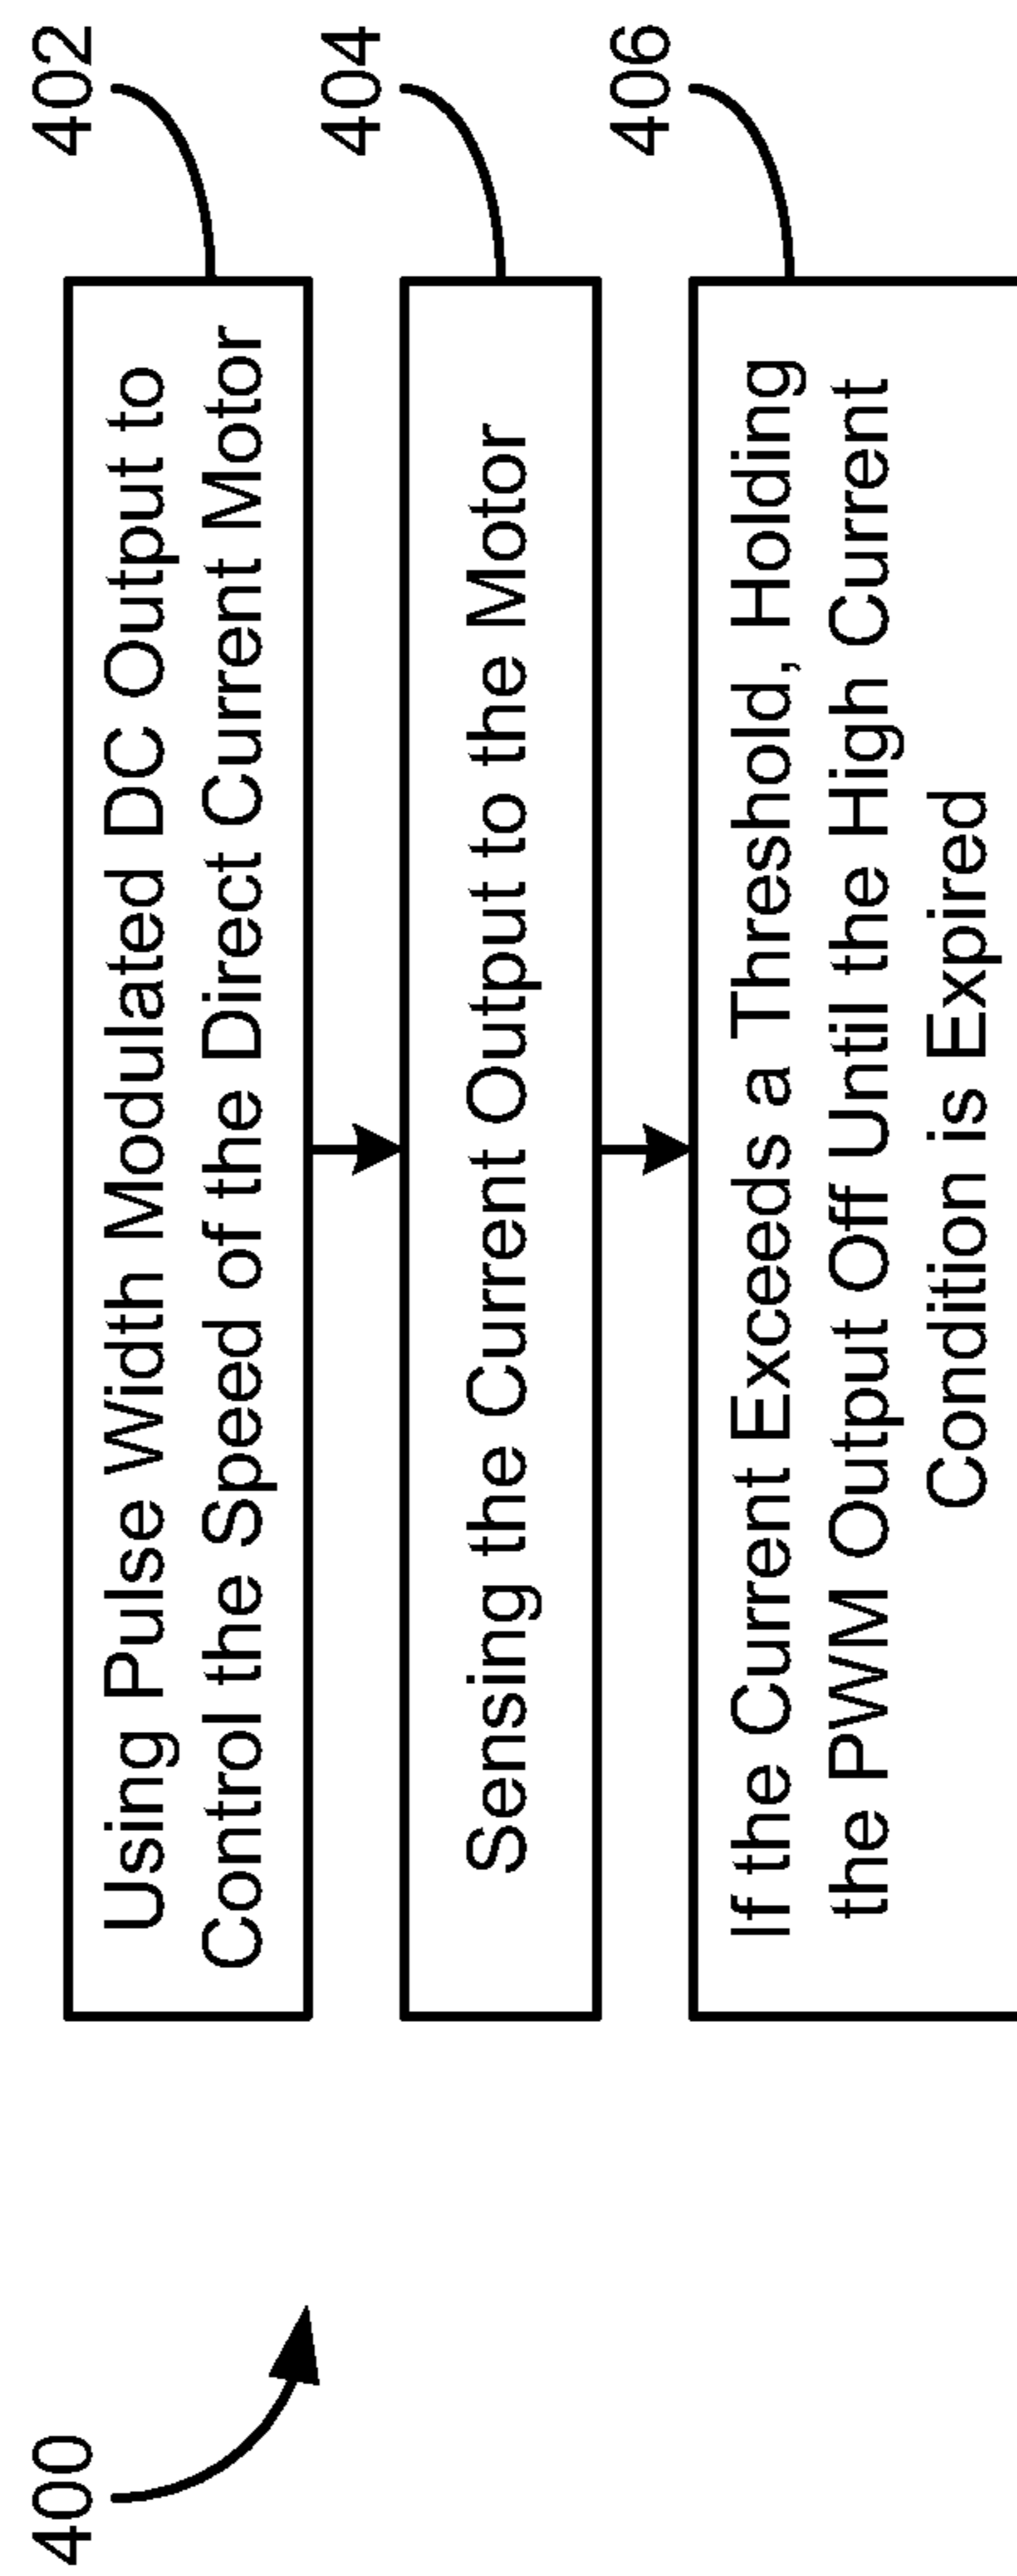 400
Using Pulse Width Modulated DC Output to
Control the Speed of the Direct Current Motor
402
Sensing the Current Output to the Motor
404
If the Current Exceeds a Threshold, Holding
the PWM Output Off Until the High Current
Condition is Expired
406